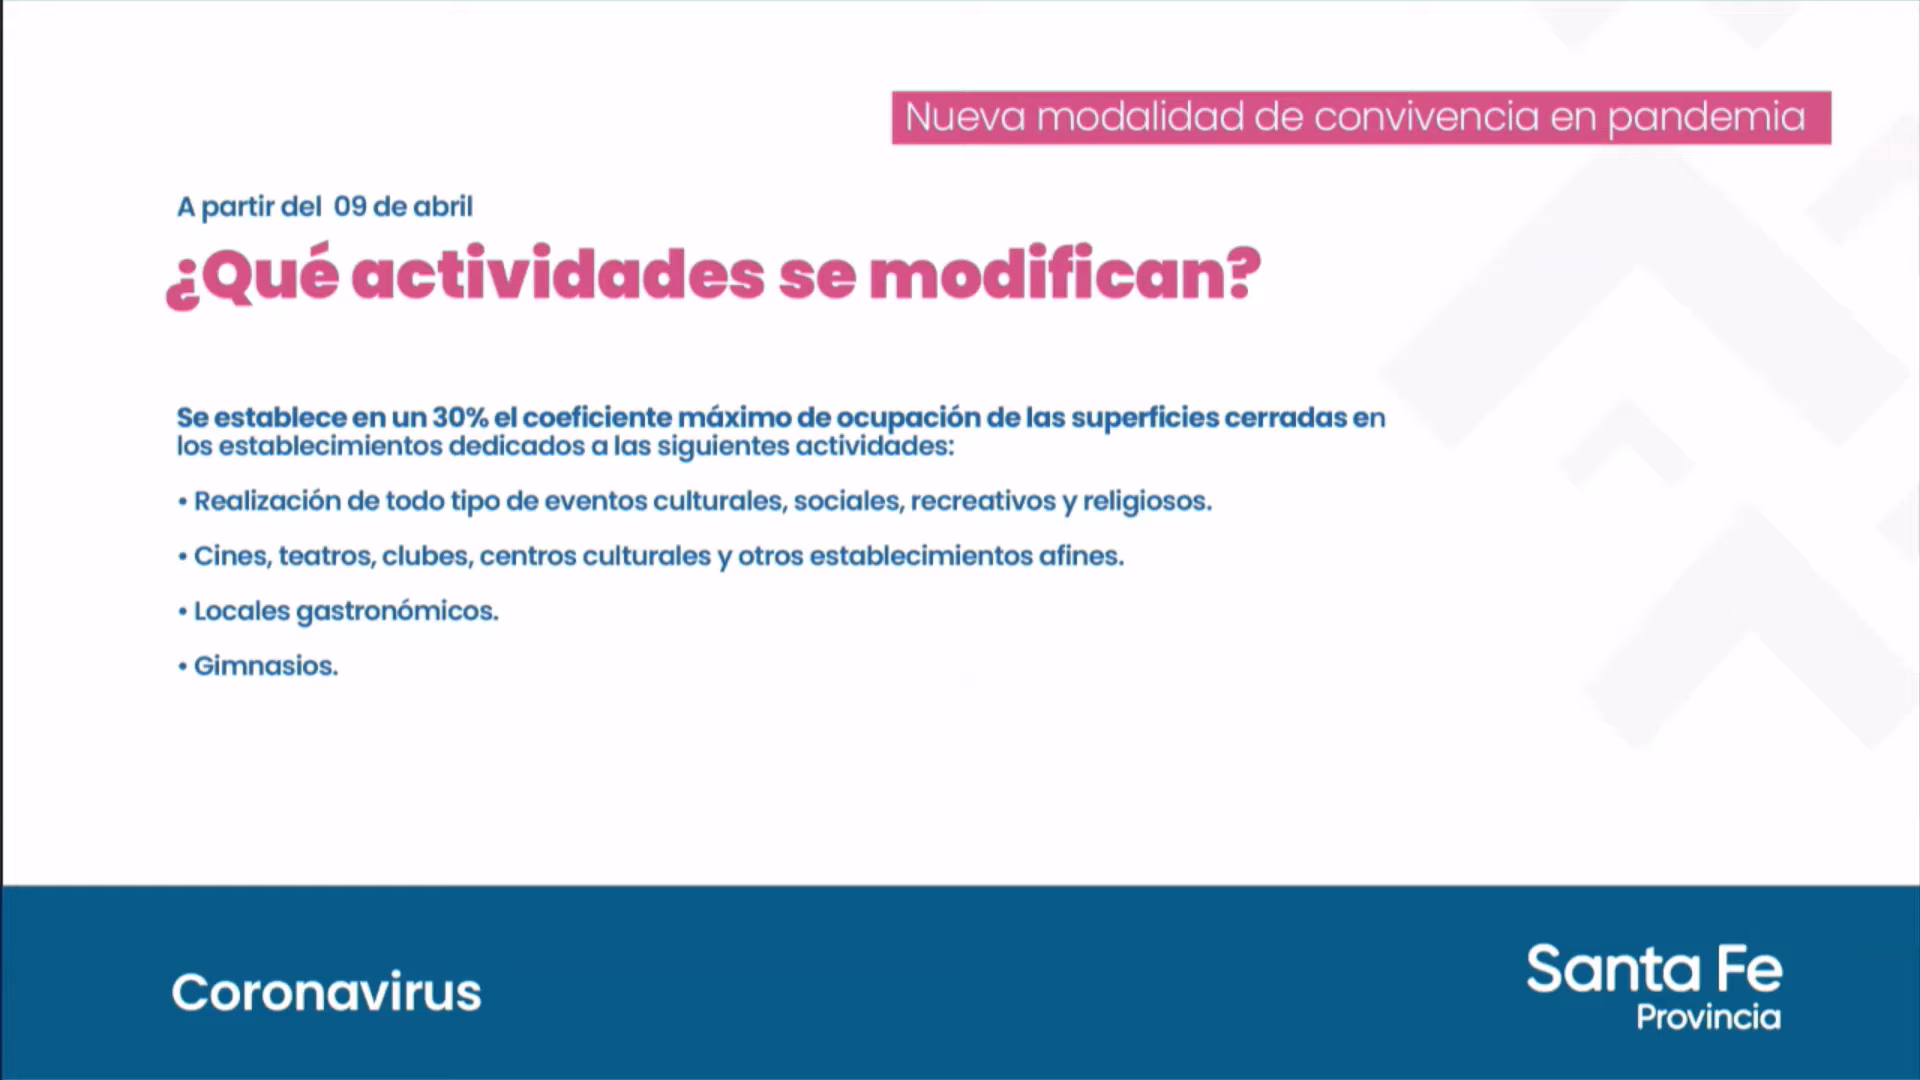 Nueva modalidad de convivencia en pandemia
A partir del 09 de abril
¿Qué actividades se modifican?
Se establece en un 30% el coeficiente máximo de ocupación de las superficies cerradas en
los establecimientos dedicados a las siguientes actividades:
• Realización de todo tipo de eventos culturales, sociales, recreativos y religiosos.
• Cines, teatros, clubes, centros culturales y otros establecimientos afines.
• Locales gastronómicos.
• Gimnasios.
Coronavirus
Santa Fe
Provincia